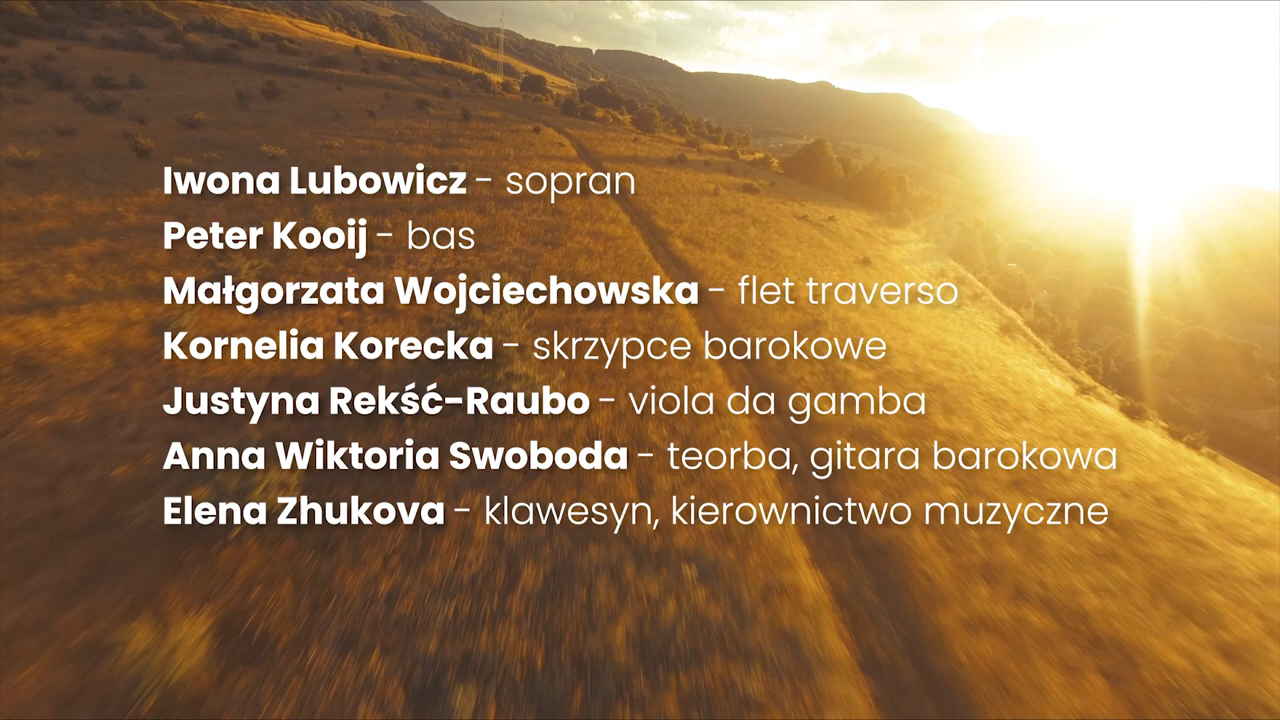 Iwona Lubowicz - sopran
Peter Kooij - bas
Małgorzata Wojciechowska - flet traverso
Kornelia Korecka - skrzypce barokowe
Justyna Rekść-Raubo - viola da gamba
Anna Wiktoria Swoboda - teorba, gitara barokowa
Elena Zhukova - klawesyn, kierownictwo muzyczne